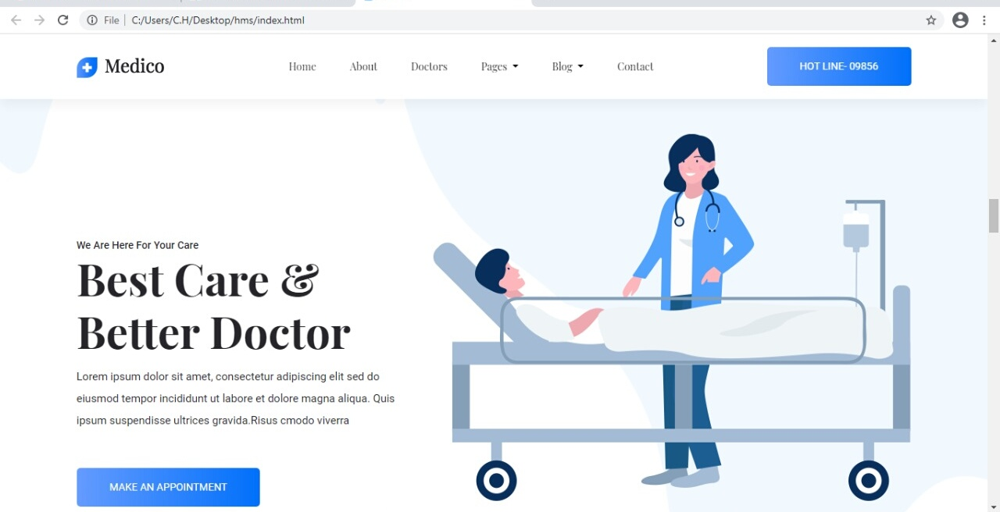 File | C:/Users/C.H/Desktop/hms/index.html
Medico
Home
About
Doctors
Pages
Blog
Contact
HOT LINE- 09856
We Are Here For Your Care
Best Care &
Better Doctor
Lorem ipsum dolor sit amet, consectetur adipiscing elit sed do
eiusmod tempor incididunt ut labore et dolore magna aliqua. Quis
ipsum suspendisse ultrices gravida.Risus cmodo viverra
MAKE AN APPOINTMENT